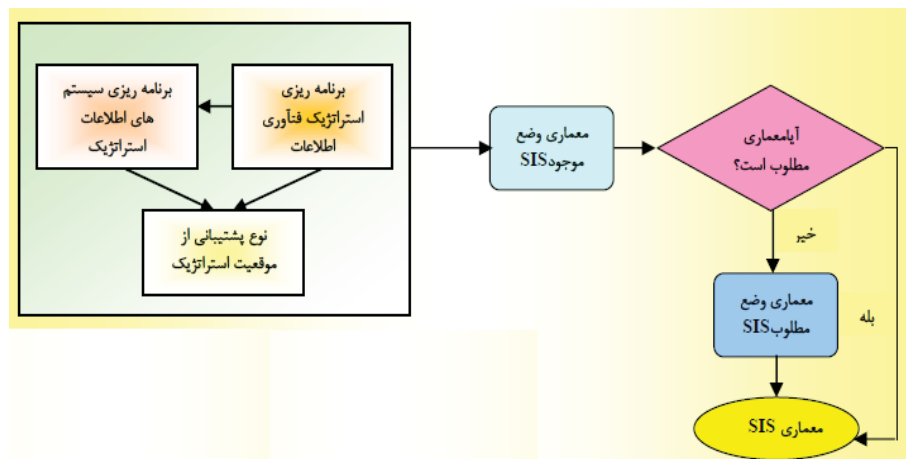 برنامه ریزی
استراتژیک فنآوری
اطلاعات
برنامه ریزی سیستم
های اطلاعات
استراتژیک
نوع پشتیبانی از
موقعیت استراتژیک
معماری وضع
موجودSIS
آیامعماری
مطلوب است؟
خیر
معماری وضع
مطلوبSIS
بله
معماری SIS